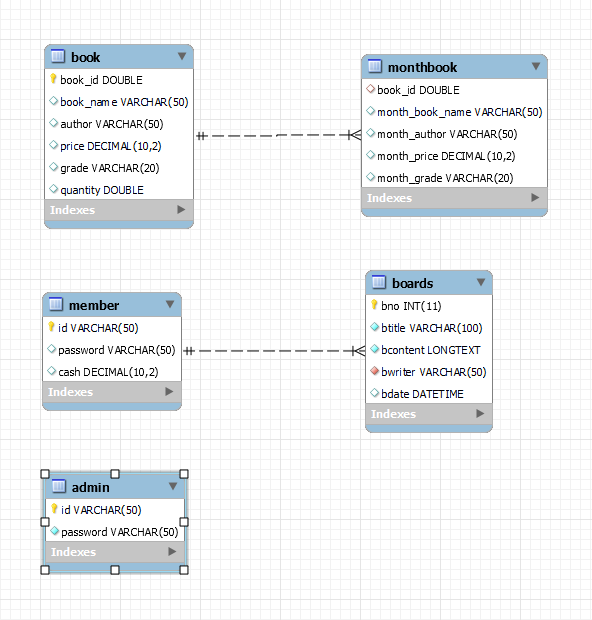 book
book_id DOUBLE
book_name VARCHAR(50)
author VARCHAR(50)
price DECIMAL(10,2)
grade VARCHAR(20)
quantity DOUBLE
Indexes
monthbook
book_id DOUBLE
month_book_name VARCHAR(50)
month_author VARCHAR(50)
month_price DECIMAL(10,2)
month_grade VARCHAR(20)
Indexes
member
id VARCHAR(50)
password VARCHAR(50)
cash DECIMAL(10,2)
Indexes
boards
bno INT(11)
btitle VARCHAR(100)
bcontent LONGTEXT
bwriter VARCHAR(50)
bdate DATETIME
Indexes
admin
id VARCHAR(50)
password VARCHAR(50)
Indexes